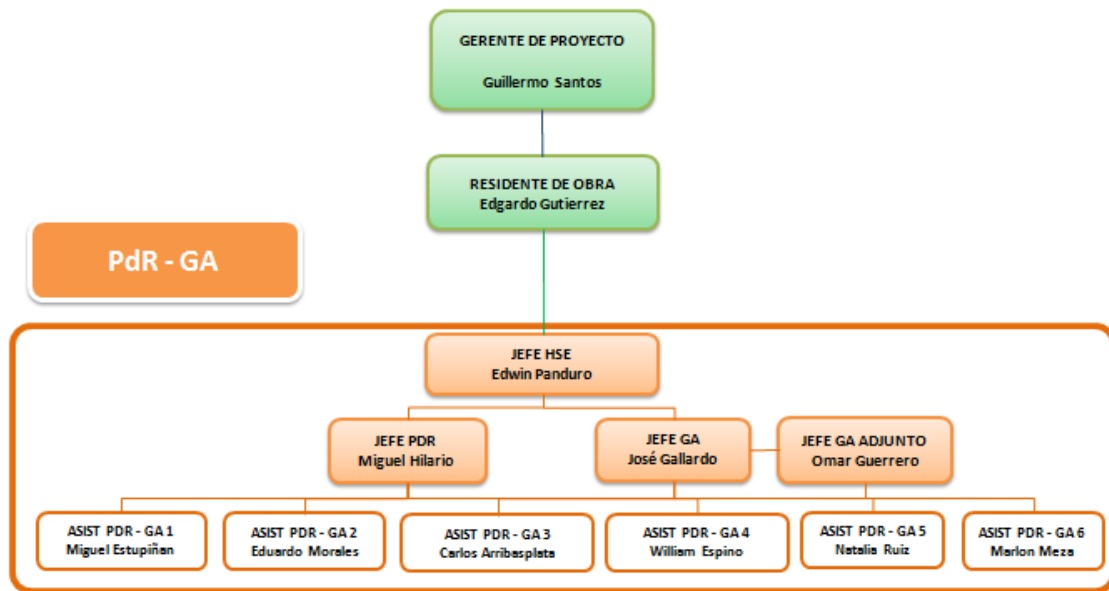 GERENTE DE PROYECTO
Guillermo Santos
RESIDENTE DE OBRA
Edgardo Gutierrez
PdR - GA
JEFE HSE
Edwin Panduro
JEFE PDR
Miguel Hilario
JEFE GA
José Gallardo
JEFE GA ADJUNTO
Omar Guerrero
ASIST PDR - GA 1
Miguel Estupiñan
ASIST PDR - GA 2
Eduardo Morales
ASIST PDR - GA 3
Carlos Arribasplata
ASIST PDR - GA 4
William Espino
ASIST PDR - GA 5
Natalia Ruiz
ASIST PDR - GA 6
Marlon Meza